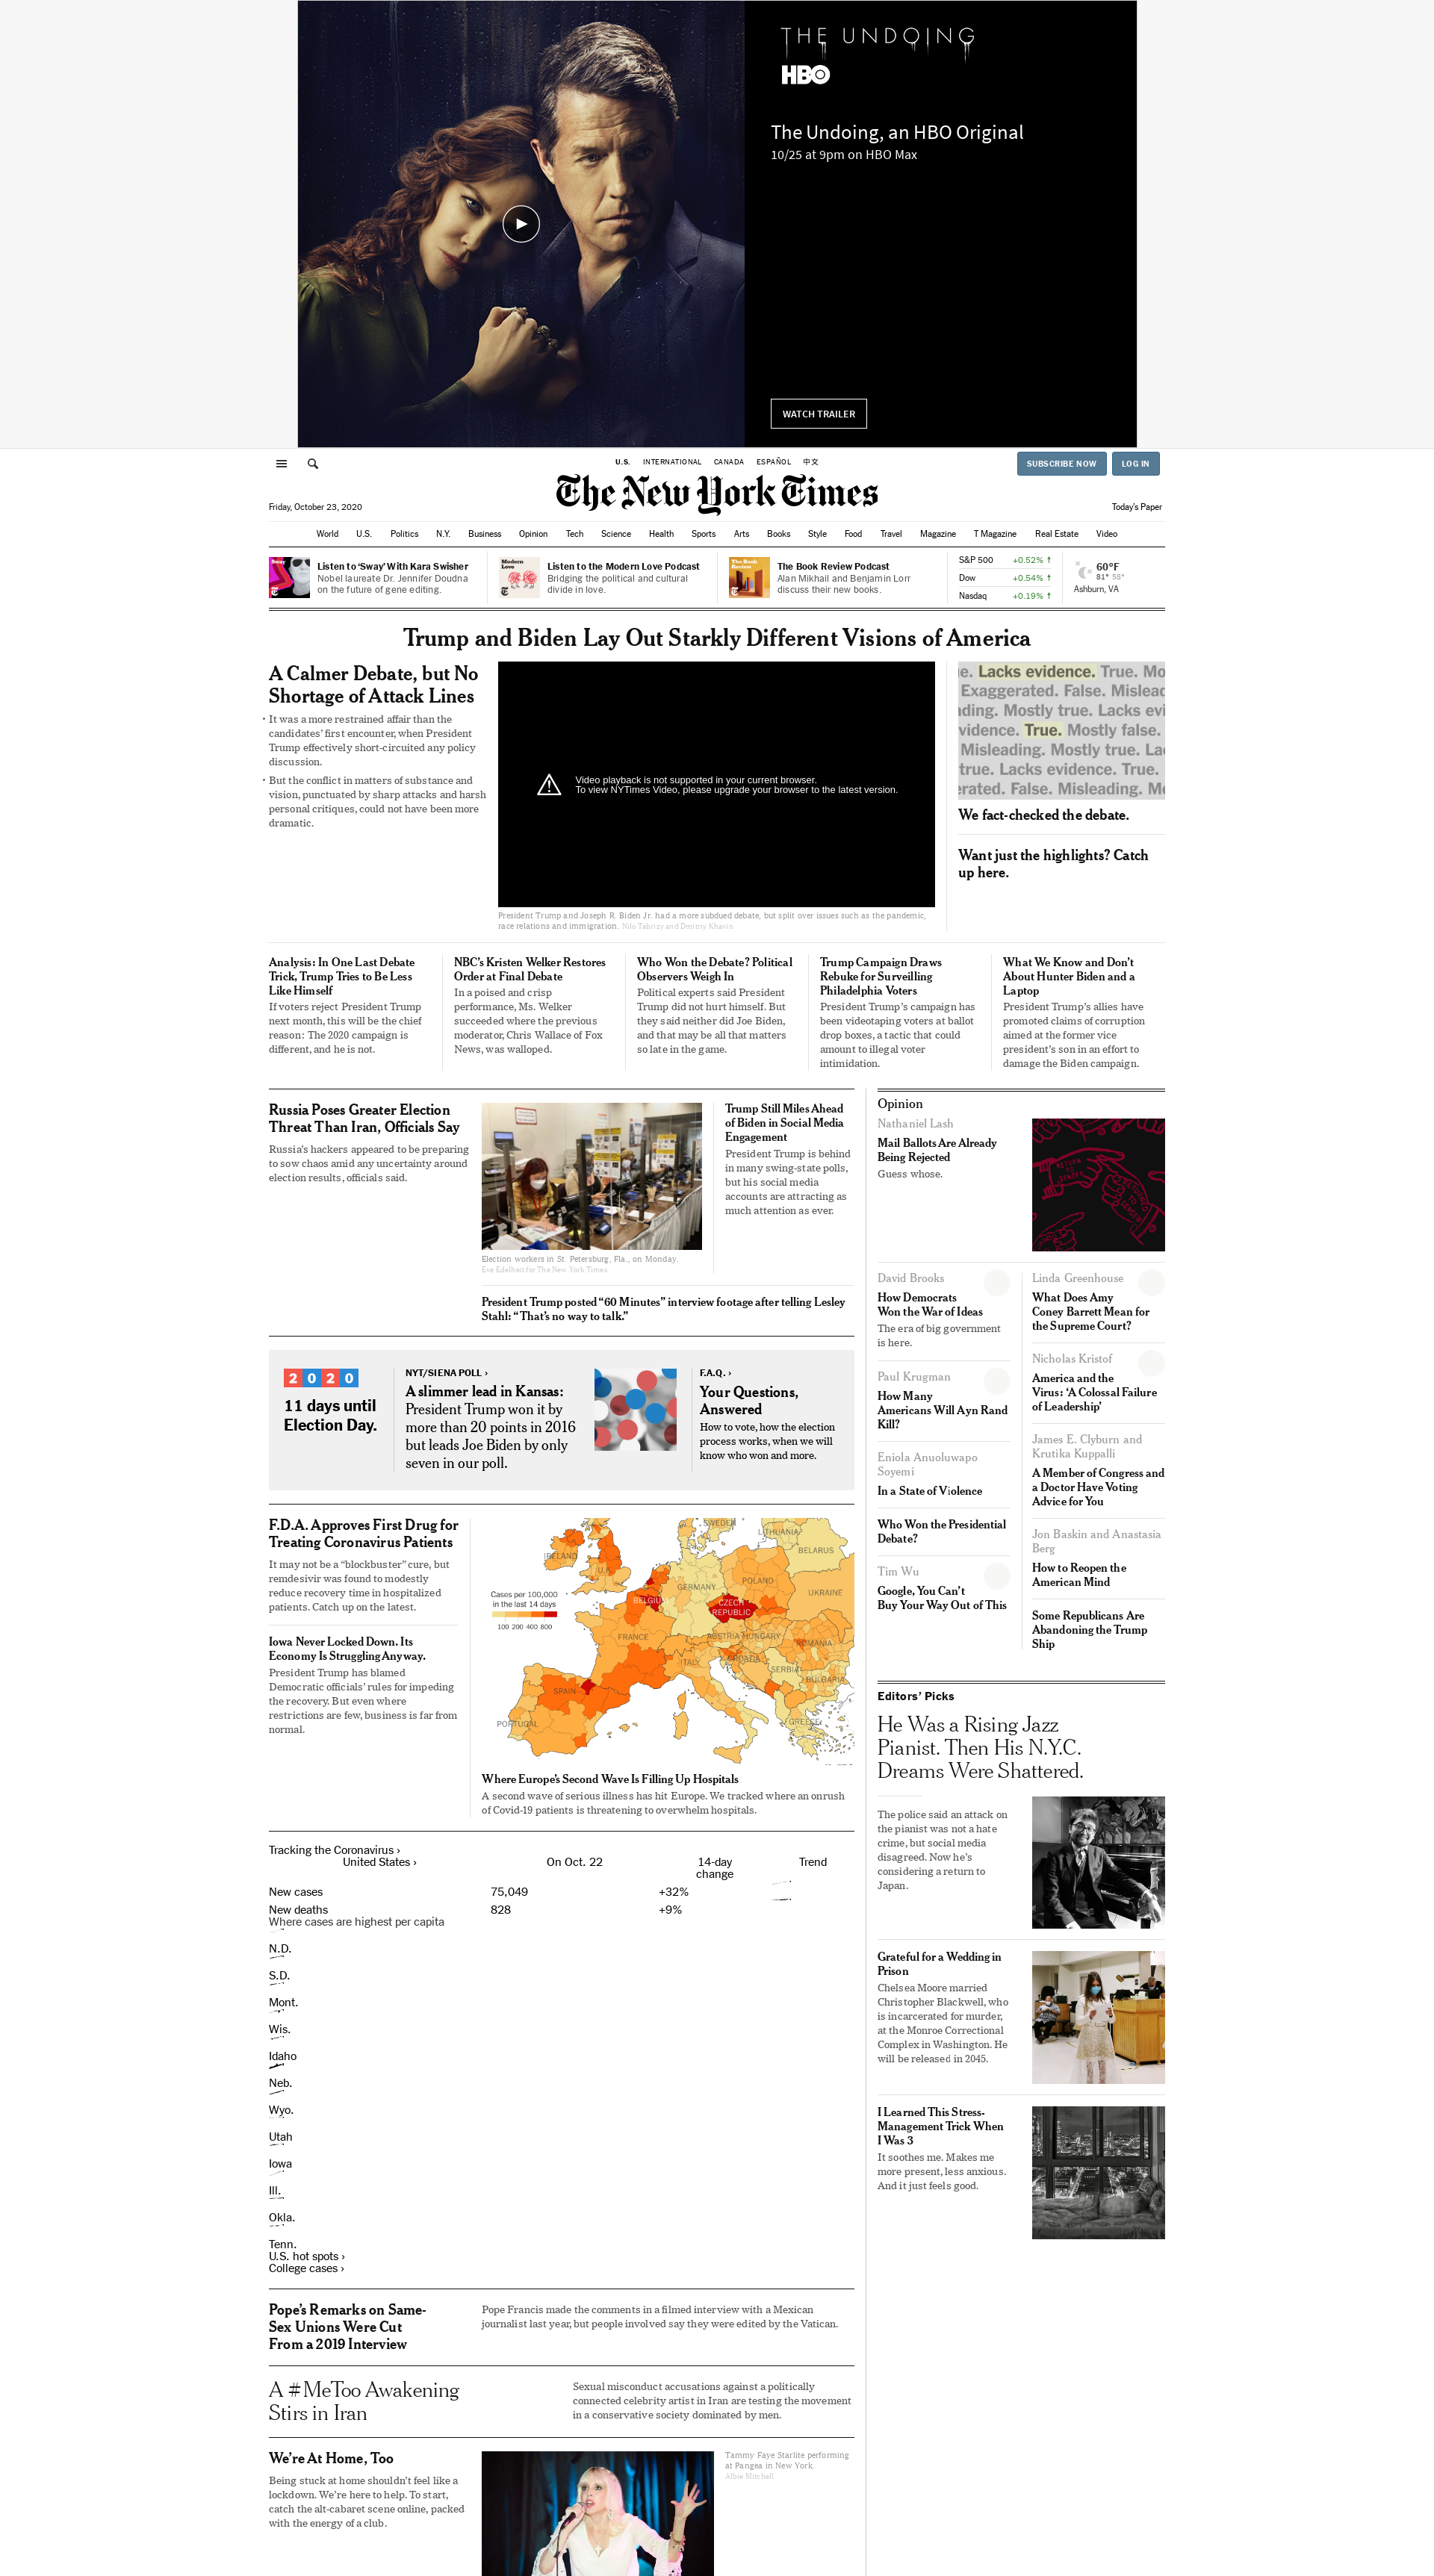 THE UNDOING
HBO
The Undoing, an HBO Original
10/25 at 9pm on HBO Max
WATCH TRAILER
U.S. INTERNATIONAL CANADA ESPAÑOL 中文
SUBSCRIBE NOW LOG IN
The New York Times
Friday, October 23, 2020
Today's Paper
World U.S. Politics N.Y. Business Opinion Tech Science Health Sports Arts Books Style Food Travel Magazine T Magazine Real Estate Video
Sway
Listen to ‘Sway’ With Kara Swisher
Nobel laureate Dr. Jennifer Doudna
on the future of gene editing.
Modern
Love
Listen to the Modern Love Podcast
Bridging the political and cultural
divide in love.
The Book
Review
The Book Review Podcast
Alan Mikhail and Benjamin Lorr
discuss their new books.
S&P 500 +0.52% ↑
Dow +0.54% ↑
Nasdaq +0.19% ↑
60°F
81° 58°
Ashburn, VA
Trump and Biden Lay Out Starkly Different Visions of America
A Calmer Debate, but No
Shortage of Attack Lines
• It was a more restrained affair than the
candidates’ first encounter, when President
Trump effectively short-circuited any policy
discussion.
• But the conflict in matters of substance and
vision, punctuated by sharp attacks and harsh
personal critiques, could not have been more
dramatic.
Video playback is not supported in your current browser.
To view NYTimes Video, please upgrade your browser to the latest version.
President Trump and Joseph R. Biden Jr. had a more subdued debate, but split over issues such as the pandemic,
race relations and immigration. Nilo Tabrizy and Dmitriy Khavin
e. Lacks evidence. True. Mo
Exaggerated. False. Mislead
ading. Mostly true. Lacks evi
vidence. True. Mostly false.
Misleading. Mostly true. La
true. Lacks evidence. True.
erated. False. Misleading. M
We fact-checked the debate.
Want just the highlights? Catch
up here.
Analysis: In One Last Debate
Trick, Trump Tries to Be Less
Like Himself
If voters reject President Trump
next month, this will be the chief
reason: The 2020 campaign is
different, and he is not.
NBC’s Kristen Welker Restores
Order at Final Debate
In a poised and crisp
performance, Ms. Welker
succeeded where the previous
moderator, Chris Wallace of Fox
News, was walloped.
Who Won the Debate? Political
Observers Weigh In
Political experts said President
Trump did not hurt himself. But
they said neither did Joe Biden,
and that may be all that matters
so late in the game.
Trump Campaign Draws
Rebuke for Surveilling
Philadelphia Voters
President Trump’s campaign has
been videotaping voters at ballot
drop boxes, a tactic that could
amount to illegal voter
intimidation.
What We Know and Don’t
About Hunter Biden and a
Laptop
President Trump’s allies have
promoted claims of corruption
aimed at the former vice
president’s son in an effort to
damage the Biden campaign.
Russia Poses Greater Election
Threat Than Iran, Officials Say
Russia’s hackers appeared to be preparing
to sow chaos amid any uncertainty around
election results, officials said.
Election workers in St. Petersburg, Fla., on Monday.
Eve Edelheit for The New York Times
Trump Still Miles Ahead
of Biden in Social Media
Engagement
President Trump is behind
in many swing-state polls,
but his social media
accounts are attracting as
much attention as ever.
President Trump posted “60 Minutes” interview footage after telling Lesley
Stahl: “That’s no way to talk.”
2020
11 days until
Election Day.
NYT/SIENA POLL ›
A slimmer lead in Kansas:
President Trump won it by
more than 20 points in 2016
but leads Joe Biden by only
seven in our poll.
F.A.Q. ›
Your Questions,
Answered
How to vote, how the election
process works, when we will
know who won and more.
F.D.A. Approves First Drug for
Treating Coronavirus Patients
It may not be a “blockbuster” cure, but
remdesivir was found to modestly
reduce recovery time in hospitalized
patients. Catch up on the latest.
Iowa Never Locked Down. Its
Economy Is Struggling Anyway.
President Trump has blamed
Democratic officials’ rules for impeding
the recovery. But even where
restrictions are few, business is far from
normal.
SWEDEN
LITHUANIA
BELARUS
IRELAND
U.K.
POLAND
GERMANY
UKRAINE
Cases per 100,000
in the last 14 days
100 200 400 800
BELGIUM
CZECH
REPUBLIC
FRANCE
AUSTRIA HUNGARY
ROMANIA
ITALY
CROATIA
SERBIA
BULGARIA
SPAIN
PORTUGAL
GREECE
Where Europe’s Second Wave Is Filling Up Hospitals
A second wave of serious illness has hit Europe. We tracked where an onrush
of Covid-19 patients is threatening to overwhelm hospitals.
Tracking the Coronavirus ›
United States › On Oct. 22 14-day
change Trend
New cases 75,049 +32%
New deaths 828 +9%
Where cases are highest per capita
N.D.
S.D.
Mont.
Wis.
Idaho
Neb.
Wyo.
Utah
Iowa
Ill.
Okla.
Tenn.
U.S. hot spots ›
College cases ›
Pope’s Remarks on Same-
Sex Unions Were Cut
From a 2019 Interview
Pope Francis made the comments in a filmed interview with a Mexican
journalist last year, but people involved say they were edited by the Vatican.
A #MeToo Awakening
Stirs in Iran
Sexual misconduct accusations against a politically
connected celebrity artist in Iran are testing the movement
in a conservative society dominated by men.
We’re At Home, Too
Being stuck at home shouldn’t feel like a
lockdown. We’re here to help. To start,
catch the alt-cabaret scene online, packed
with the energy of a club.
Tammy Faye Starlite performing
at Pangea in New York.
Albie Mitchell
Opinion
Nathaniel Lash
Mail Ballots Are Already
Being Rejected
Guess whose.
RETURN
TO
SENDER
RETURN
TO
SENDER
David Brooks
How Democrats
Won the War of Ideas
The era of big government
is here.
Paul Krugman
How Many
Americans Will Ayn Rand
Kill?
Eniola Anuoluwapo
Soyemi
In a State of Violence
Who Won the Presidential
Debate?
Tim Wu
Google, You Can’t
Buy Your Way Out of This
Linda Greenhouse
What Does Amy
Coney Barrett Mean for
the Supreme Court?
Nicholas Kristof
America and the
Virus: ‘A Colossal Failure
of Leadership’
James E. Clyburn and
Krutika Kuppalli
A Member of Congress and
a Doctor Have Voting
Advice for You
Jon Baskin and Anastasia
Berg
How to Reopen the
American Mind
Some Republicans Are
Abandoning the Trump
Ship
Editors’ Picks
He Was a Rising Jazz
Pianist. Then His N.Y.C.
Dreams Were Shattered.
The police said an attack on
the pianist was not a hate
crime, but social media
disagreed. Now he’s
considering a return to
Japan.
Grateful for a Wedding in
Prison
Chelsea Moore married
Christopher Blackwell, who
is incarcerated for murder,
at the Monroe Correctional
Complex in Washington. He
will be released in 2045.
I Learned This Stress-
Management Trick When
I Was 3
It soothes me. Makes me
more present, less anxious.
And it just feels good.